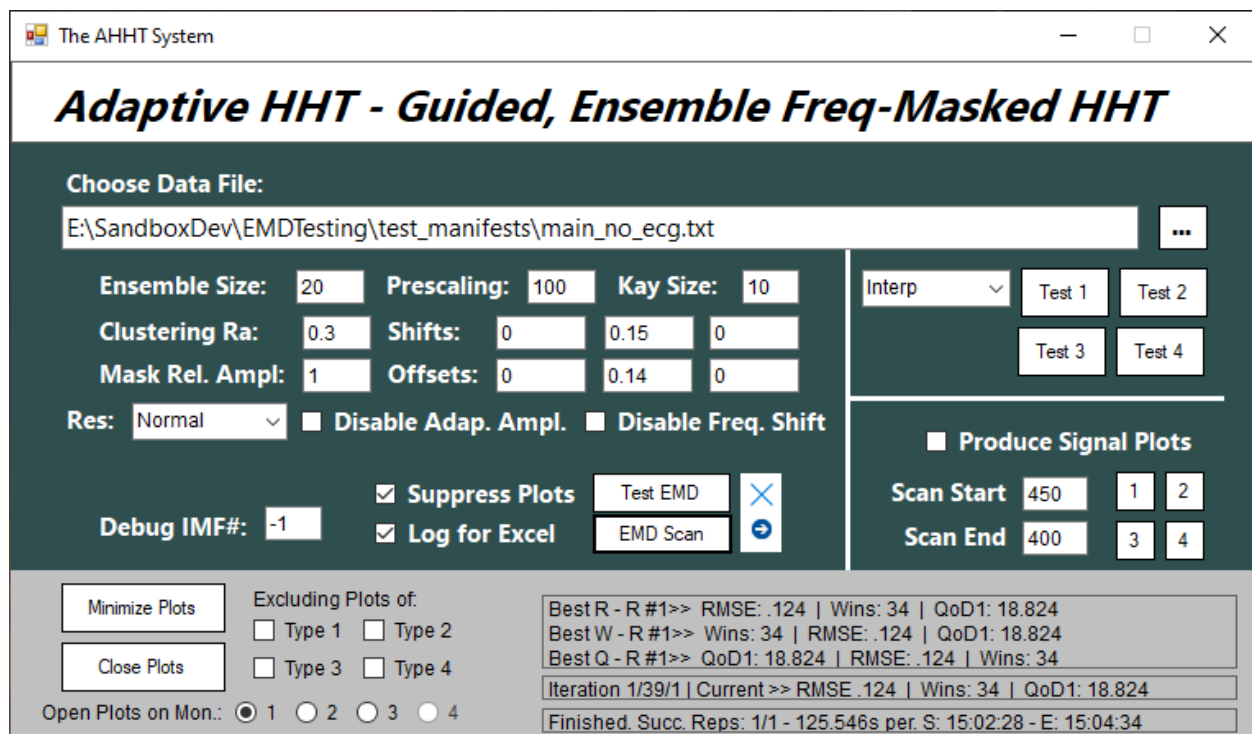 The AHHT System
Adaptive HHT - Guided, Ensemble Freq-Masked HHT
Choose Data File:
E:\SandboxDev\EMDTesting\test_manifests\main_no_ecg.txt ...
Ensemble Size: 20 Prescaling: 100 Kay Size: 10
Clustering Ra: 0.3 Shifts: 0 0.15 0
Mask Rel. Ampl: 1 Offsets: 0 0.14 0
Res: Normal Disable Adap. Ampl. Disable Freq. Shift
Suppress Plots Test EMD
Debug IMF#: -1 Log for Excel EMD Scan
Interp Test 1 Test 2
Test 3 Test 4
Produce Signal Plots
Scan Start 450 1 2
Scan End 400 3 4
Minimize Plots Excluding Plots of:
Type 1 Type 2
Close Plots Type 3 Type 4
Open Plots on Mon.: 1 2 3 4
Best R - R #1>> RMSE: .124 | Wins: 34 | QoD1: 18.824
Best W - R #1>> Wins: 34 | RMSE: .124 | QoD1: 18.824
Best Q - R #1>> QoD1: 18.824 | RMSE: .124 | Wins: 34
Iteration 1/39/1 | Current >> RMSE .124 | Wins: 34 | QoD1: 18.824
Finished. Succ. Reps: 1/1 - 125.546s per. S: 15:02:28 - E: 15:04:34